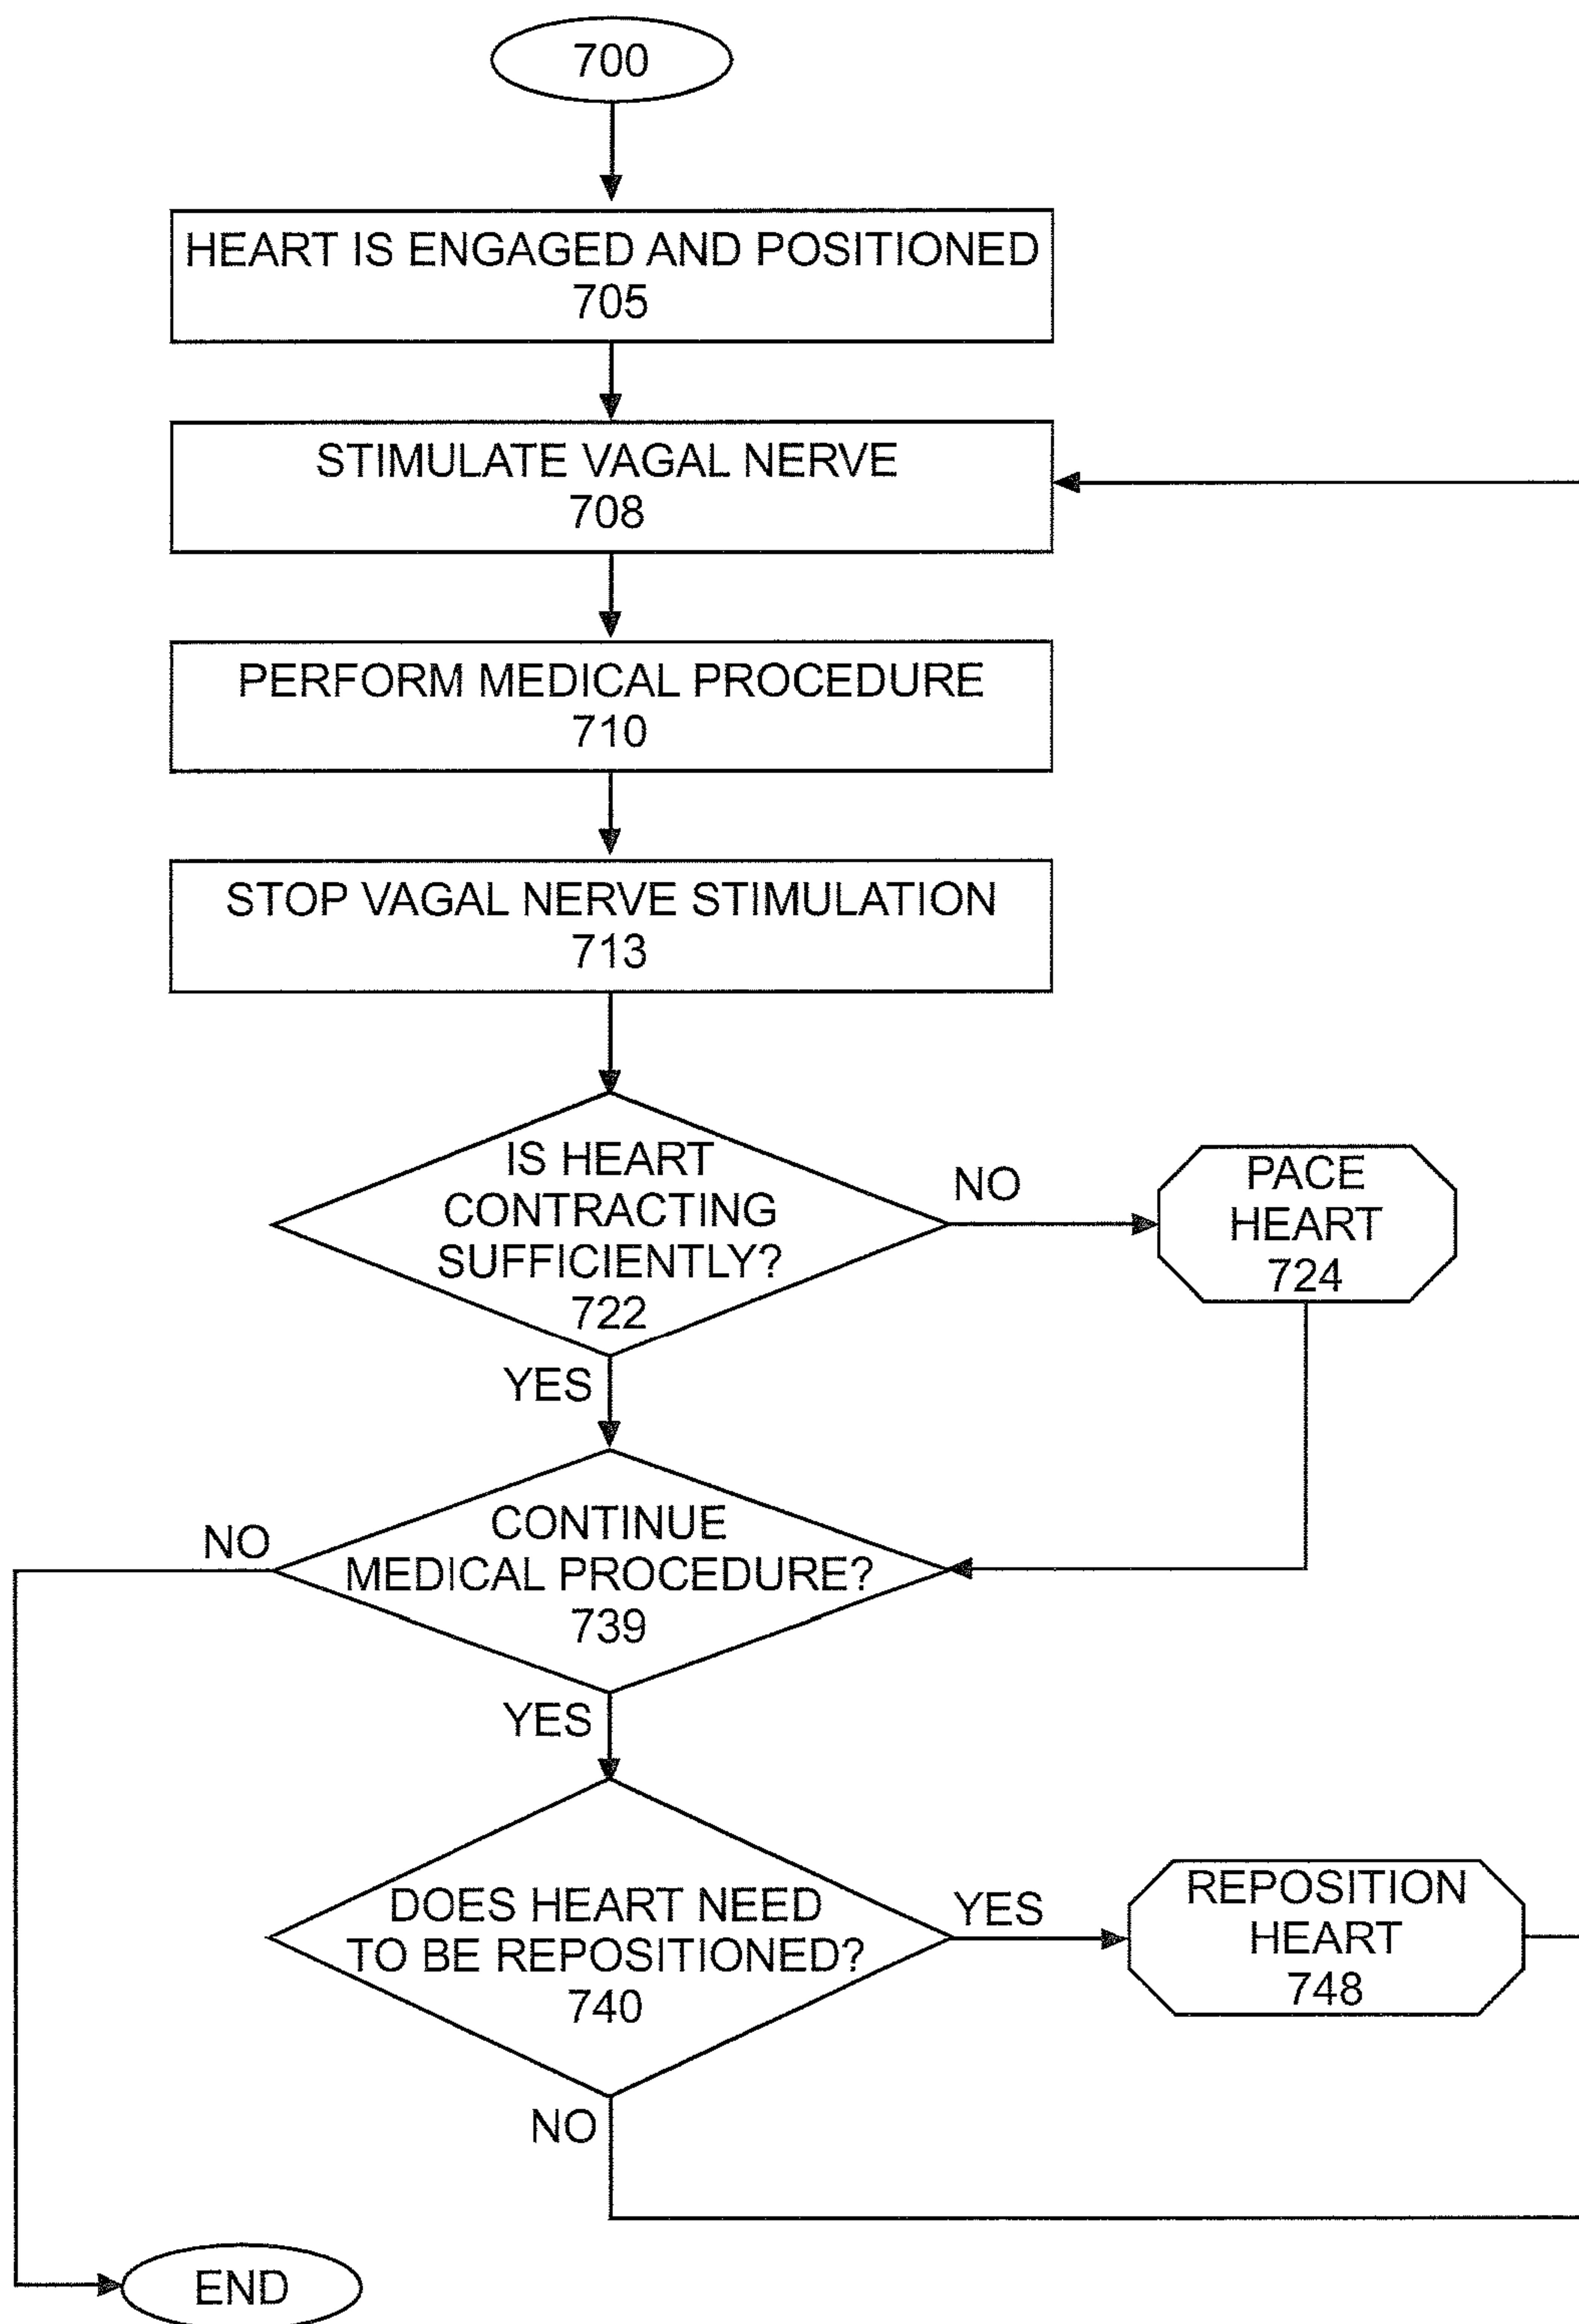 700
HEART IS ENGAGED AND POSITIONED
705
STIMULATE VAGAL NERVE
708
PERFORM MEDICAL PROCEDURE
710
STOP VAGAL NERVE STIMULATION
713
IS HEART
CONTRACTING
SUFFICIENTLY?
722
NO
PACE
HEART
724
YES
CONTINUE
MEDICAL PROCEDURE?
739
NO
YES
DOES HEART NEED
TO BE REPOSITIONED?
740
YES
REPOSITION
HEART
748
NO
END